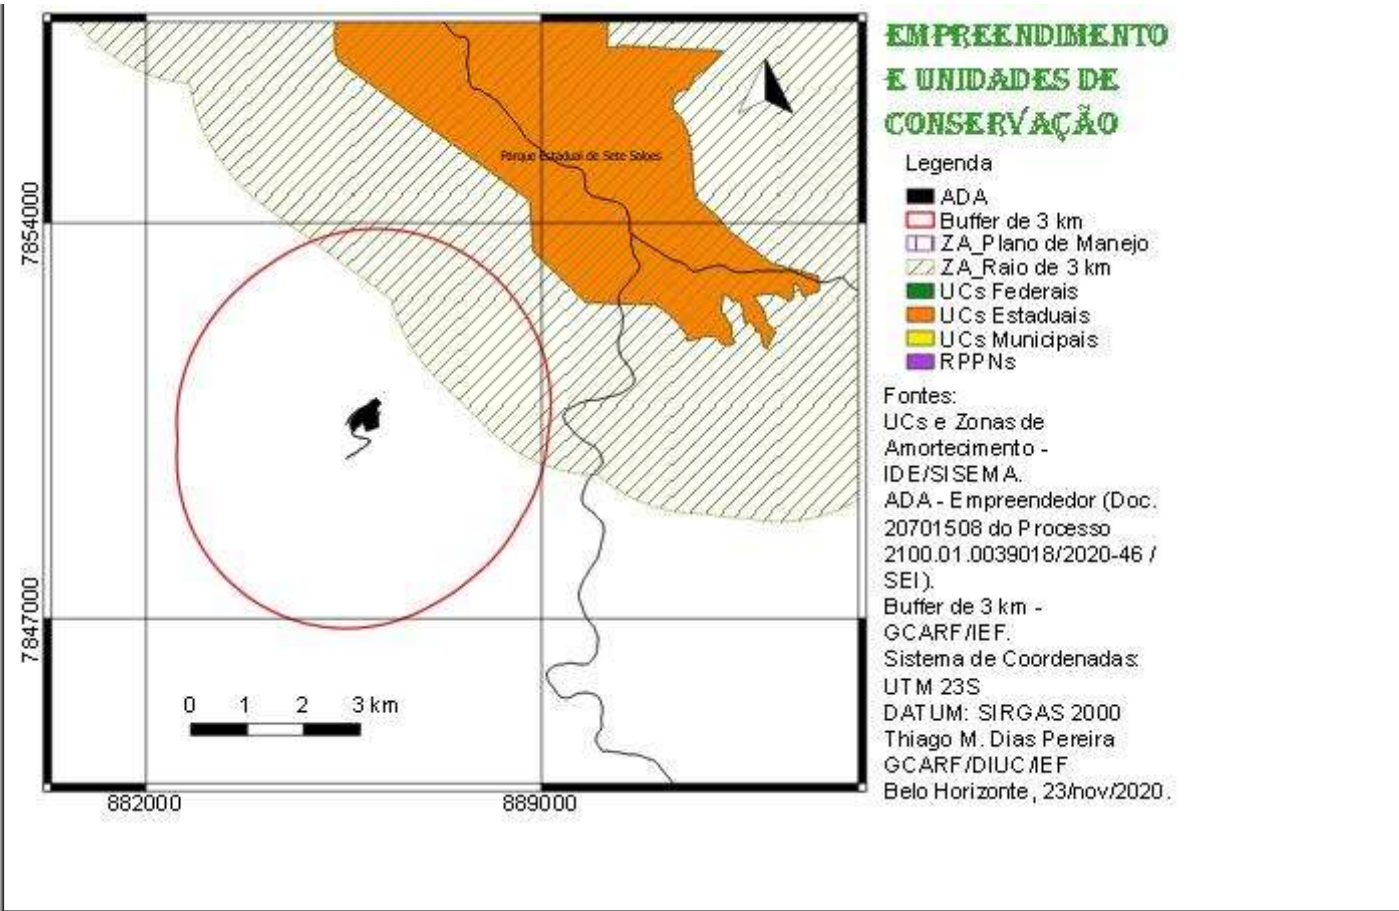 EMPREENDIMENTO
E UNIDADES DE
CONSERVAÇÃO
Legenda
ADA
Buffer de 3 km
ZA_Plano de Manejo
ZA_Raio de 3 km
UCs Federais
UCs Estaduais
UCs Municipais
RPPNs
Fontes:
UCs e Zonas de
Amortecimento -
IDE/SISEMA.
ADA - Empreendedor (Doc.
20701508 do Processo
2100.01.0039018/2020-46 /
SEI).
Buffer de 3 km -
GCARF/IEF.
Sistema de Coordenadas:
UTM 23S
DATUM: SIRGAS 2000
Thiago M. Dias Pereira
GCARF/DIUC/IEF
Belo Horizonte, 23/nov/2020.
Parque Estadual de Sete Salões
7854000
7847000
0 1 2 3 km
882000 889000